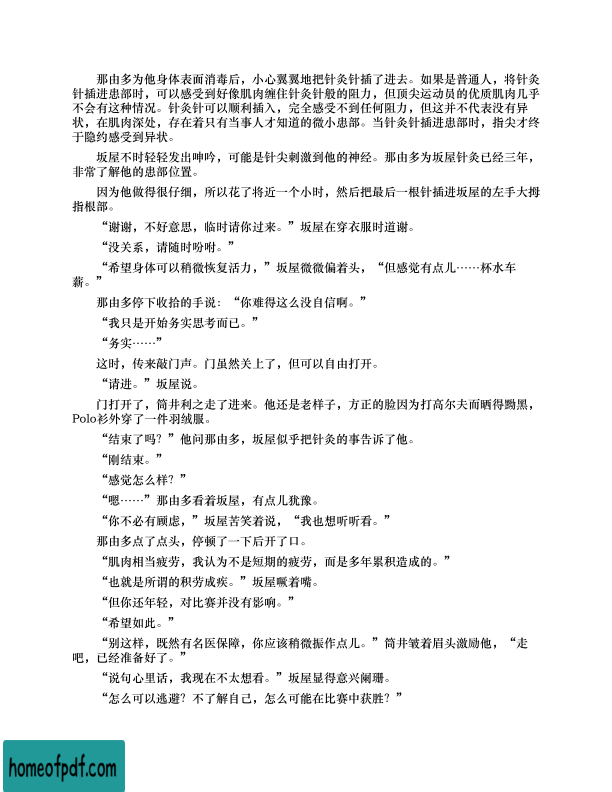 那由多为他身体表面消毒后，小心翼翼地把针灸针插了进去。如果是普通人，将针灸
针插进患部时，可以感受到好像肌肉缠住针灸针般的阻力，但顶尖运动员的优质肌肉几乎
不会有这种情况。针灸针可以顺利插入，完全感受不到任何阻力，但这并不代表没有异
状，在肌肉深处，存在着只有当事人才知道的微小患部。当针灸针插进患部时，指尖才终
于隐约感受到异状。
坂屋不时轻轻发出呻吟，可能是针尖刺激到他的神经。那由多为坂屋针灸已经三年，
非常了解他的患部位置。
因为他做得很仔细，所以花了将近一个小时，然后把最后一根针插进坂屋的左手大拇
指根部。
“谢谢，不好意思，临时请你过来。”坂屋在穿衣服时道谢。
“没关系，请随时吩咐。”
“希望身体可以稍微恢复活力，”坂屋微微偏着头，“但感觉有点儿……杯水车
薪。”
那由多停下收拾的手说：“你难得这么没自信啊。”
“我只是开始务实思考而已。”
“务实……”
这时，传来敲门声。门虽然关上了，但可以自由打开。
“请进。”坂屋说。
门打开了，筒井利之走了进来。他还是老样子，方正的脸因为打高尔夫而晒得黝黑，
Polo衫外穿了一件羽绒服。
“结束了吗？”他问那由多，坂屋似乎把针灸的事告诉了他。
“刚结束。”
“感觉怎么样？”
“嗯……”那由多看着坂屋，有点儿犹豫。
“你不必有顾虑，”坂屋苦笑着说，“我也想听听看。”
那由多点了点头，停顿了一下后开了口。
“肌肉相当疲劳，我认为不是短期的疲劳，而是多年累积造成的。”
“也就是所谓的积劳成疾。”坂屋噘着嘴。
“但你还年轻，对比赛并没有影响。”
“希望如此。”
“别这样，既然有名医保障，你应该稍微振作点儿。”筒井皱着眉头激励他，“走
吧，已经准备好了。”
“说句心里话，我现在不太想看。”坂屋显得意兴阑珊。
“怎么可以逃避？不了解自己，怎么可能在比赛中获胜？”
homeofpdf.com